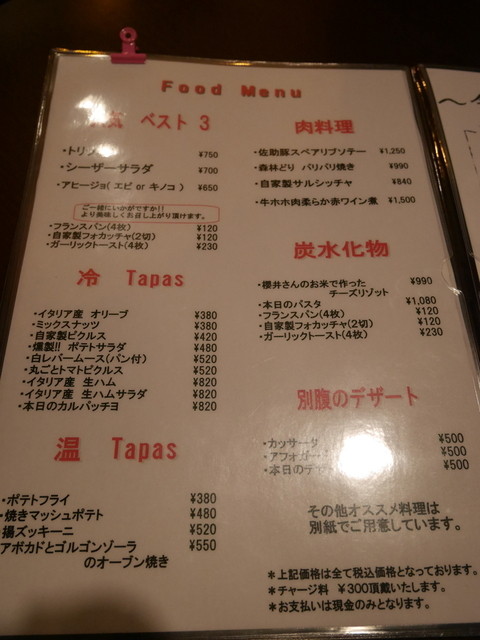 Food Menu
気 ベスト 3
・トリ
¥750
・シーザーサラダ ¥700
・アヒージョ( エビ or キノコ ) ¥650
ご一緒にいかがですか!!
より美味しくお召し上がり頂けます。
・フランスパン(4枚) ¥120
・自家製フォカッチャ(2切) ¥120
・ガーリックトースト(4枚) ¥230
冷 Tapas
・イタリア産 オリーブ ¥380
・ミックスナッツ ¥380
・自家製ピクルス ¥420
・燻製!! ポテトサラダ ¥480
・白レバームース(パン付) ¥520
・丸ごとトマトピクルス ¥520
・イタリア産 生ハム ¥820
・イタリア産 生ハムサラダ ¥820
・本日のカルパッチヨ ¥820
温 Tapas
・ポテトフライ ¥380
・焼きマッシュポテト ¥480
・揚ズッキーニ ¥520
アボカドとゴルゴンゾーラ ¥550
のオーブン焼き
肉料理
・佐助豚スペアリブソテー ¥1,250
・森林どり パリパリ焼き ¥990
・自家製サルシッチャ ¥840
・牛ホホ肉柔らか赤ワイン煮 ¥1,500
炭水化物
・櫻井さんのお米で作った ¥990
チーズリゾット
・本日のパスタ ¥1,080
・フランスパン(4枚) ¥120
・自家製フォカッチャ(2切) ¥120
・ガーリックトースト(4枚) ¥230
別腹のデザート
・カッサータ ¥500
・アフォガー ¥500
・本日のデ ¥500
その他オススメ料理は
別紙でご用意しています。
＊上記価格は全て税込価格となっております。
＊チャージ料 ¥300頂戴いたします。
＊お支払いは現金のみとなります。